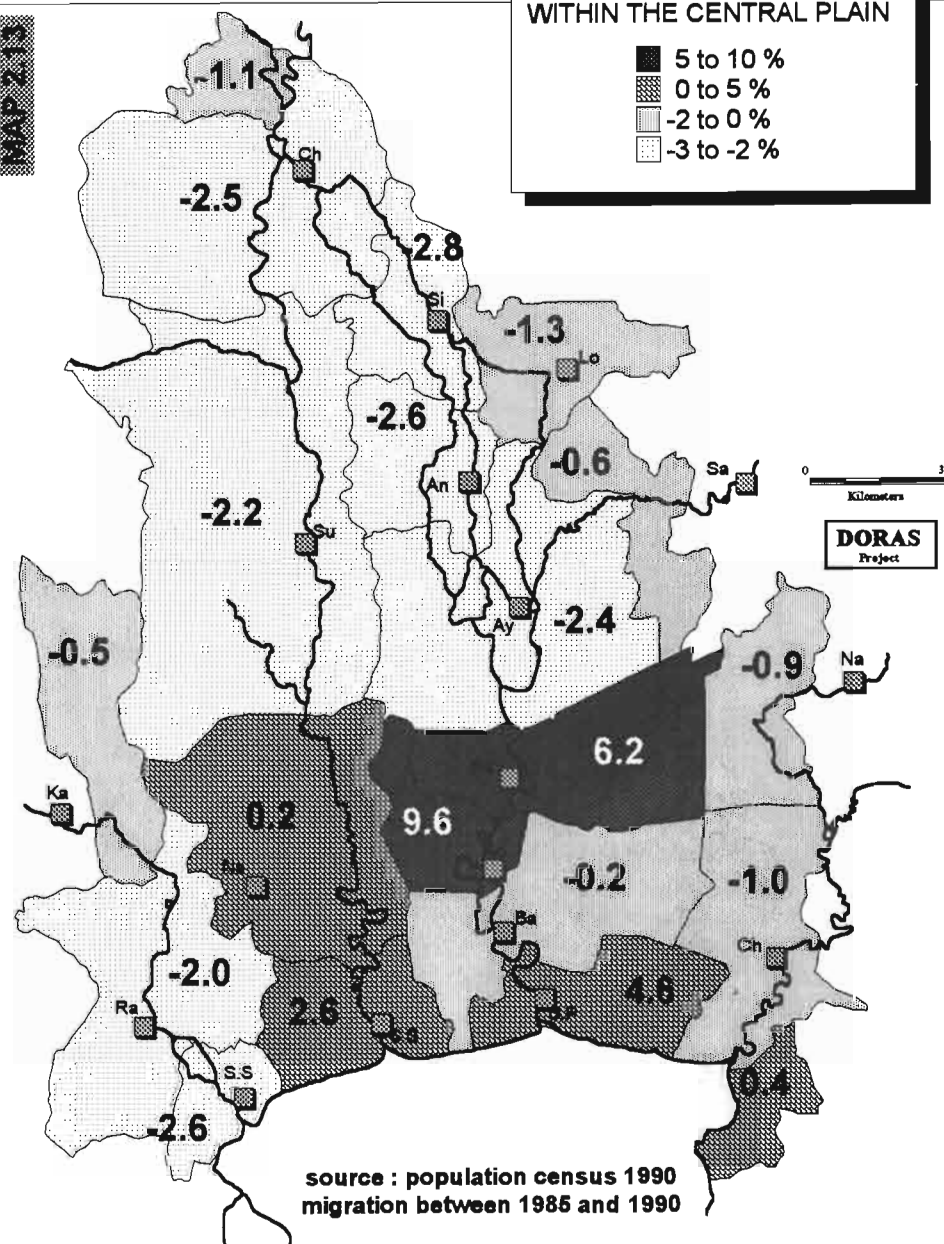 MAP 2.13
WITHIN THE CENTRAL PLAIN
5 to 10 %
0 to 5 %
-2 to 0 %
-3 to -2 %
-1.1
Ch
-2.5
-2.8
Si
-1.3
Lo
-2.6
-0.6
An
Sa
0 3
Kilometers
-2.2
Su
DORAS
Project
Ay
-2.4
-0.5
-0.9
Na
6.2
Ka
0.2
9.6
Na
-0.2
-1.0
Ba
Ch
-2.0
4.6
2.6
Ra
S.P
S.S
S.S
0.4
-2.6
source : population census 1990
migration between 1985 and 1990